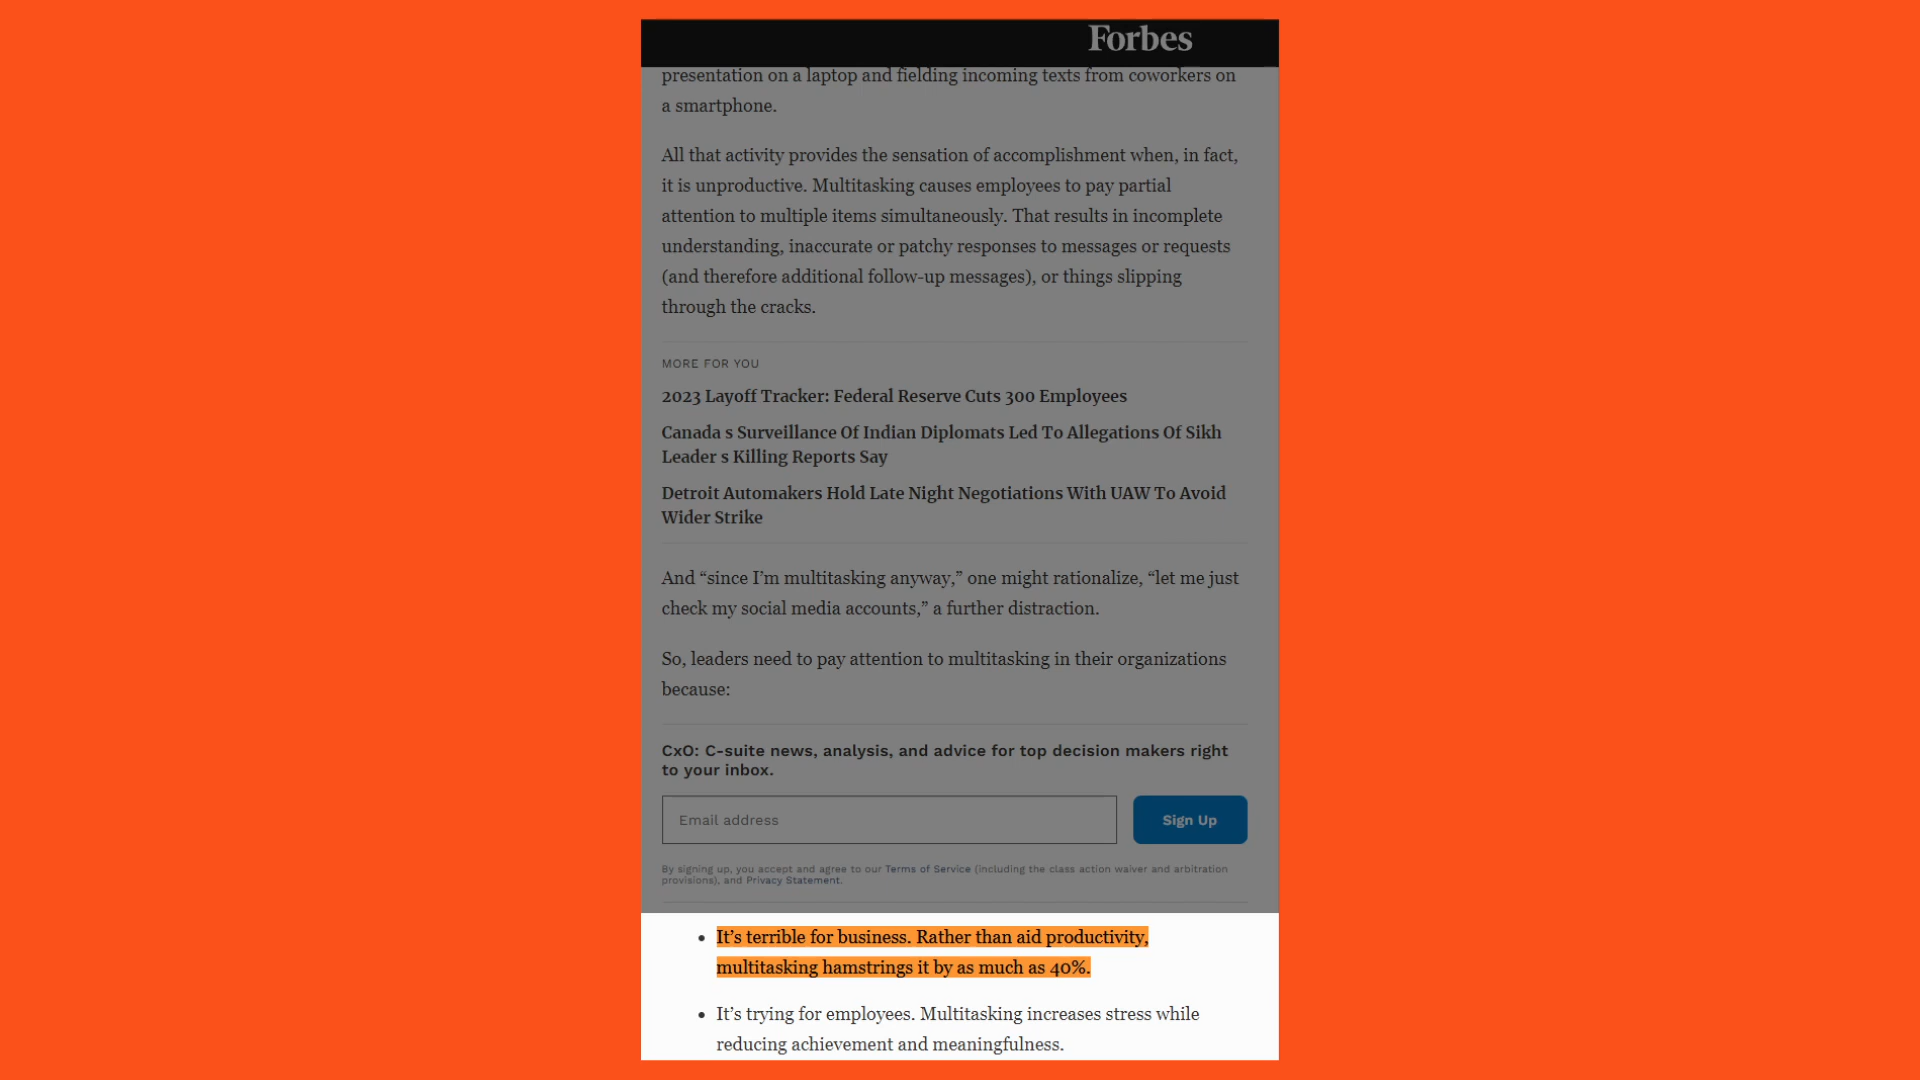 Forbes
presentation on a laptop and fielding incoming texts from coworkers on
a smartphone.
All that activity provides the sensation of accomplishment when, in fact,
it is unproductive. Multitasking causes employees to pay partial
attention to multiple items simultaneously. That results in incomplete
understanding, inaccurate or patchy responses to messages or requests
(and therefore additional follow-up messages), or things slipping
through the cracks.
MORE FOR YOU
2023 Layoff Tracker: Federal Reserve Cuts 300 Employees
Canada s Surveillance Of Indian Diplomats Led To Allegations Of Sikh
Leader s Killing Reports Say
Detroit Automakers Hold Late Night Negotiations With UAW To Avoid
Wider Strike
And “since I’m multitasking anyway,” one might rationalize, “let me just
check my social media accounts,” a further distraction.
So, leaders need to pay attention to multitasking in their organizations
because:
CxO: C-suite news, analysis, and advice for top decision makers right
to your inbox.
Email address
Sign Up
By signing up, you accept and agree to our Terms of Service (including the class action waiver and arbitration
provisions), and Privacy Statement.
• It’s terrible for business. Rather than aid productivity,
multitasking hamstrings it by as much as 40%.
• It’s trying for employees. Multitasking increases stress while
reducing achievement and meaningfulness.